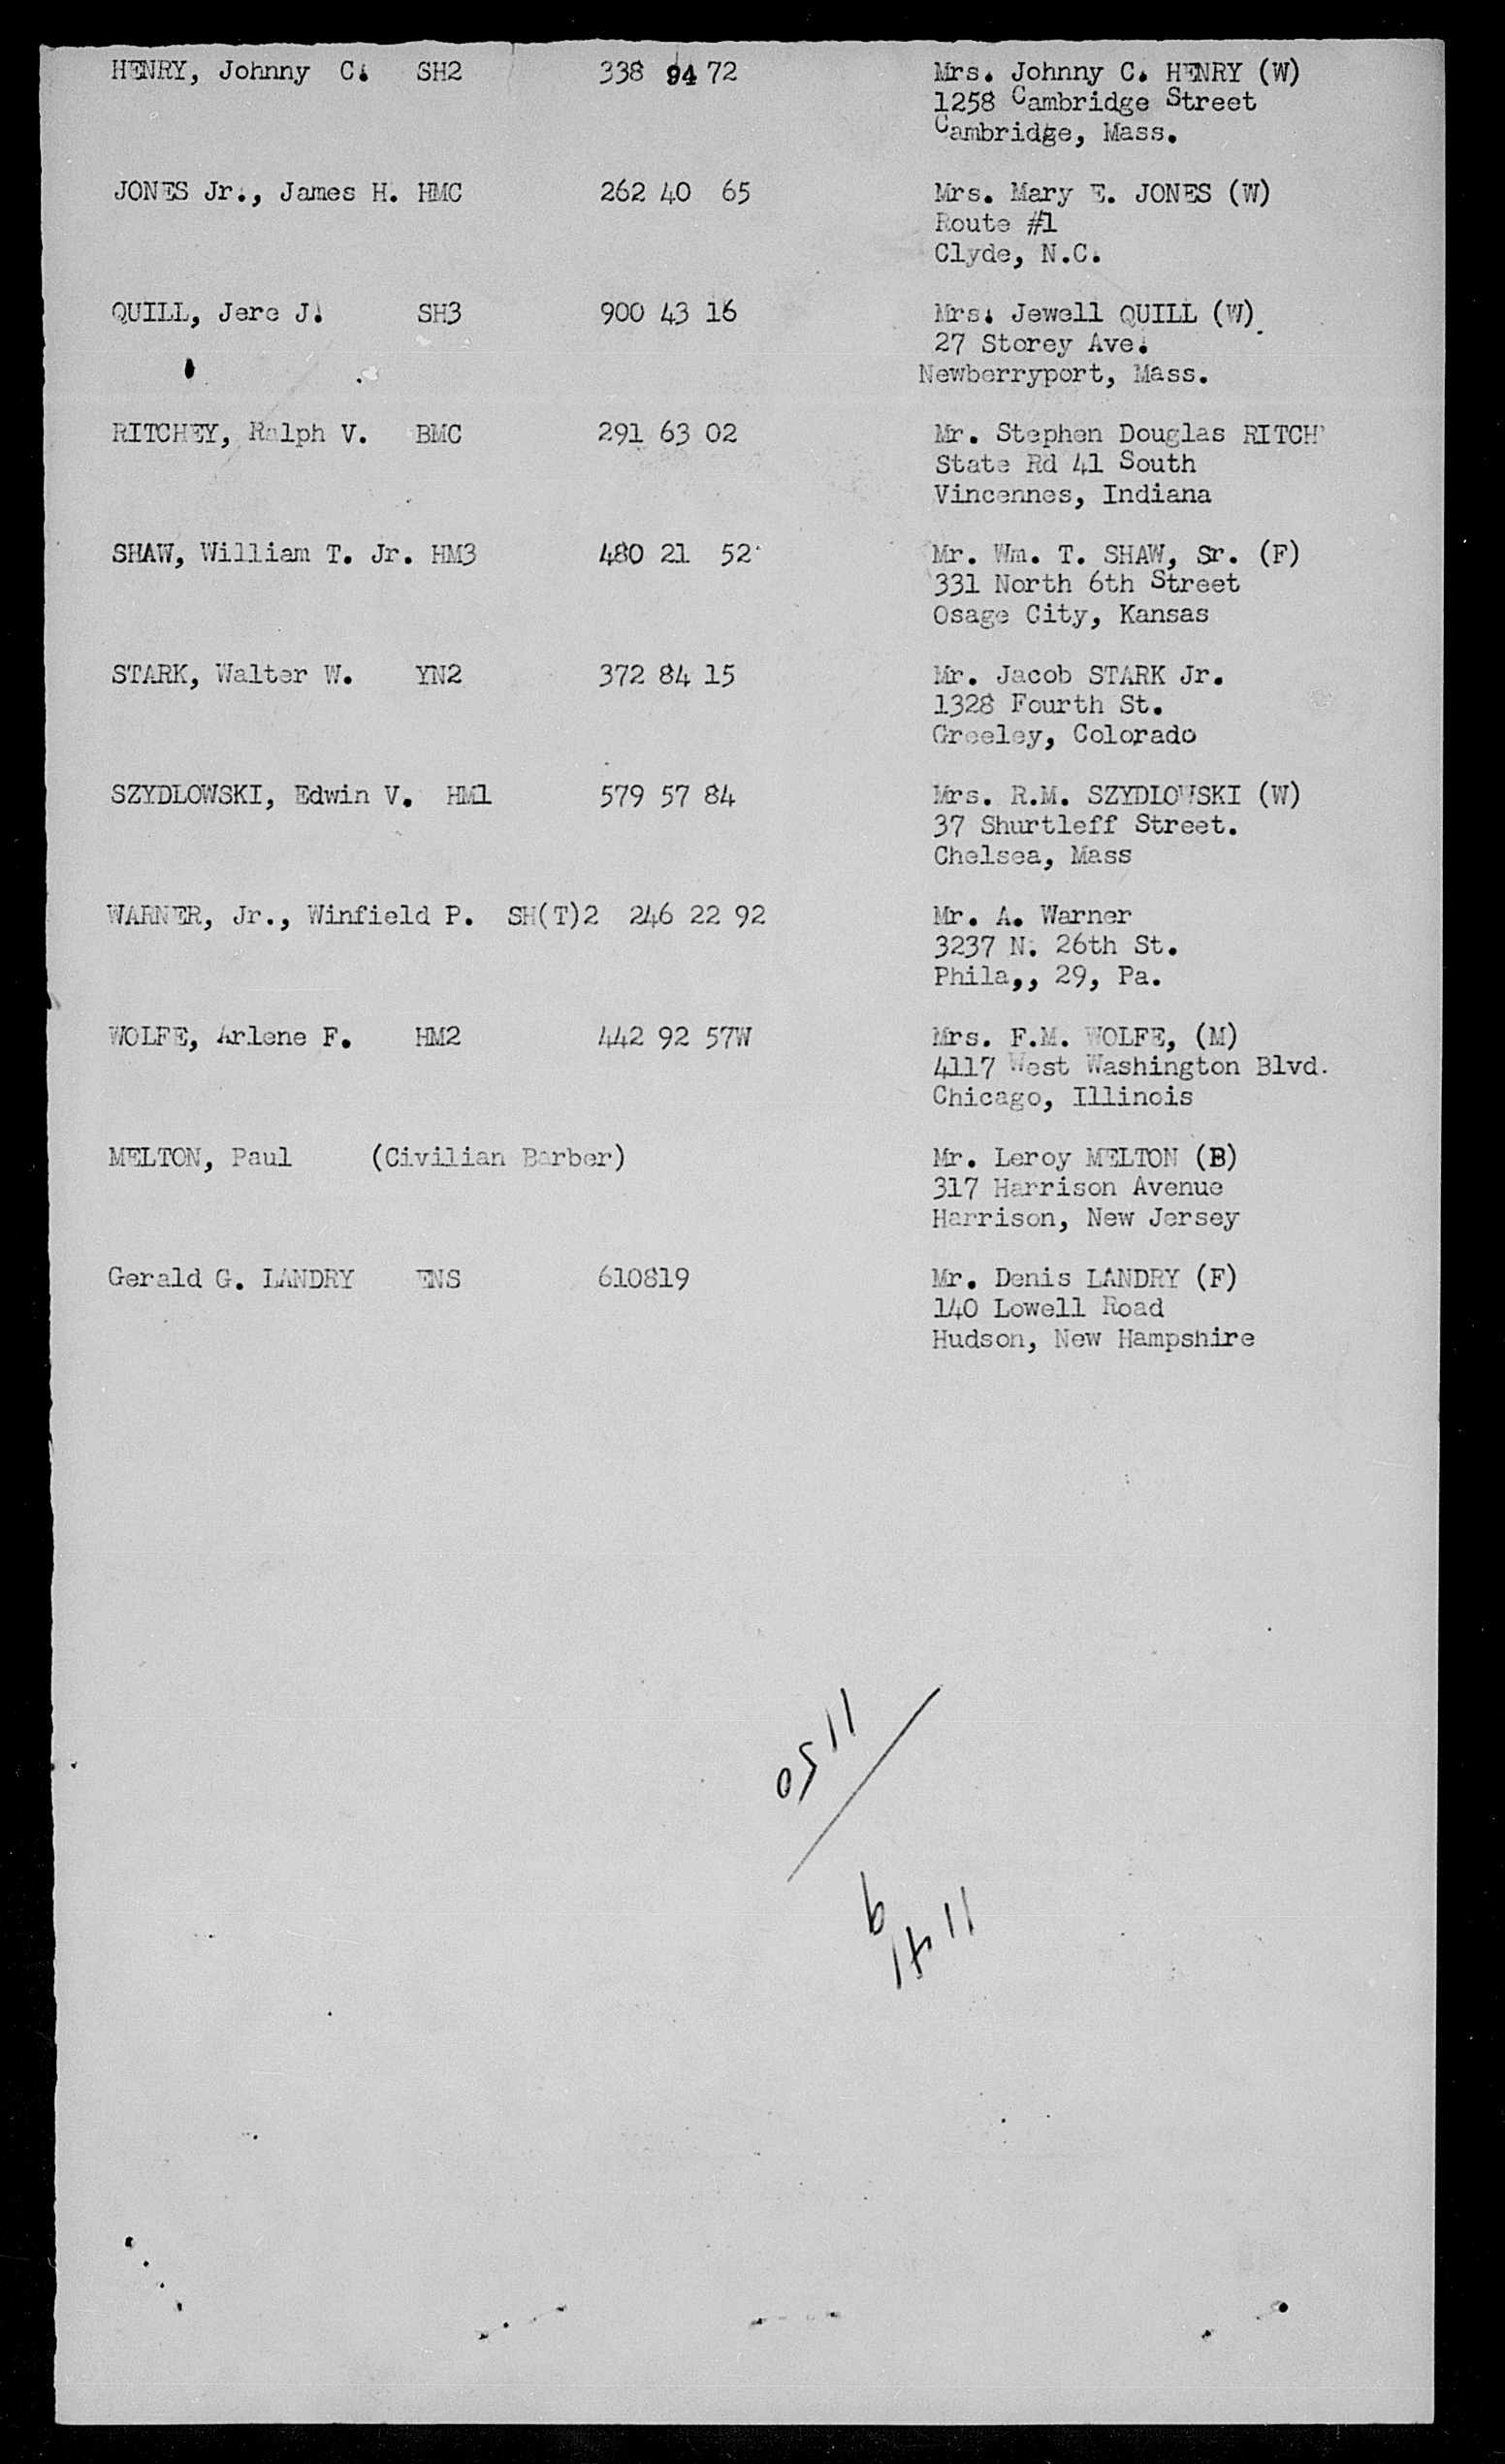 HENRY, Johnny C. SH2 338 94 72 Mrs. Johnny C. HENRY (W)
1258 Cambridge Street
Cambridge, Mass.
JONES Jr., James H. HMC 262 40 65 Mrs. Mary E. JONES (W)
Route #1
Clyde, N.C.
QUILL, Jere J. SH3 900 43 16 Mrs. Jewell QUILL (W)
27 Storey Ave.
Newberryport, Mass.
RITCHEY, Ralph V. BMC 291 63 02 Mr. Stephen Douglas RITCH
State Rd 41 South
Vincennes, Indiana
SHAW, William T. Jr. HM3 480 21 52 Mr. Wm. T. SHAW, Sr. (F)
331 North 6th Street
Osage City, Kansas
STARK, Walter W. YN2 372 84 15 Mr. Jacob STARK Jr.
1328 Fourth St.
Greeley, Colorado
SZYDLOWSKI, Edwin V. HM1 579 57 84 Mrs. R.M. SZYDLOWSKI (W)
37 Shurtleff Street.
Chelsea, Mass
WARNER, Jr., Winfield P. SH(T)2 246 22 92 Mr. A. Warner
3237 N. 26th St.
Phila,, 29, Pa.
WOLFE, Arlene F. HM2 442 92 57W Mrs. F.M. WOLFE, (M)
4117 West Washington Blvd.
Chicago, Illinois
MELTON, Paul (Civilian Barber) Mr. Leroy MELTON (B)
317 Harrison Avenue
Harrison, New Jersey
Gerald G. LANDRY ENS 610819 Mr. Denis LANDRY (F)
140 Lowell Road
Hudson, New Hampshire
1150